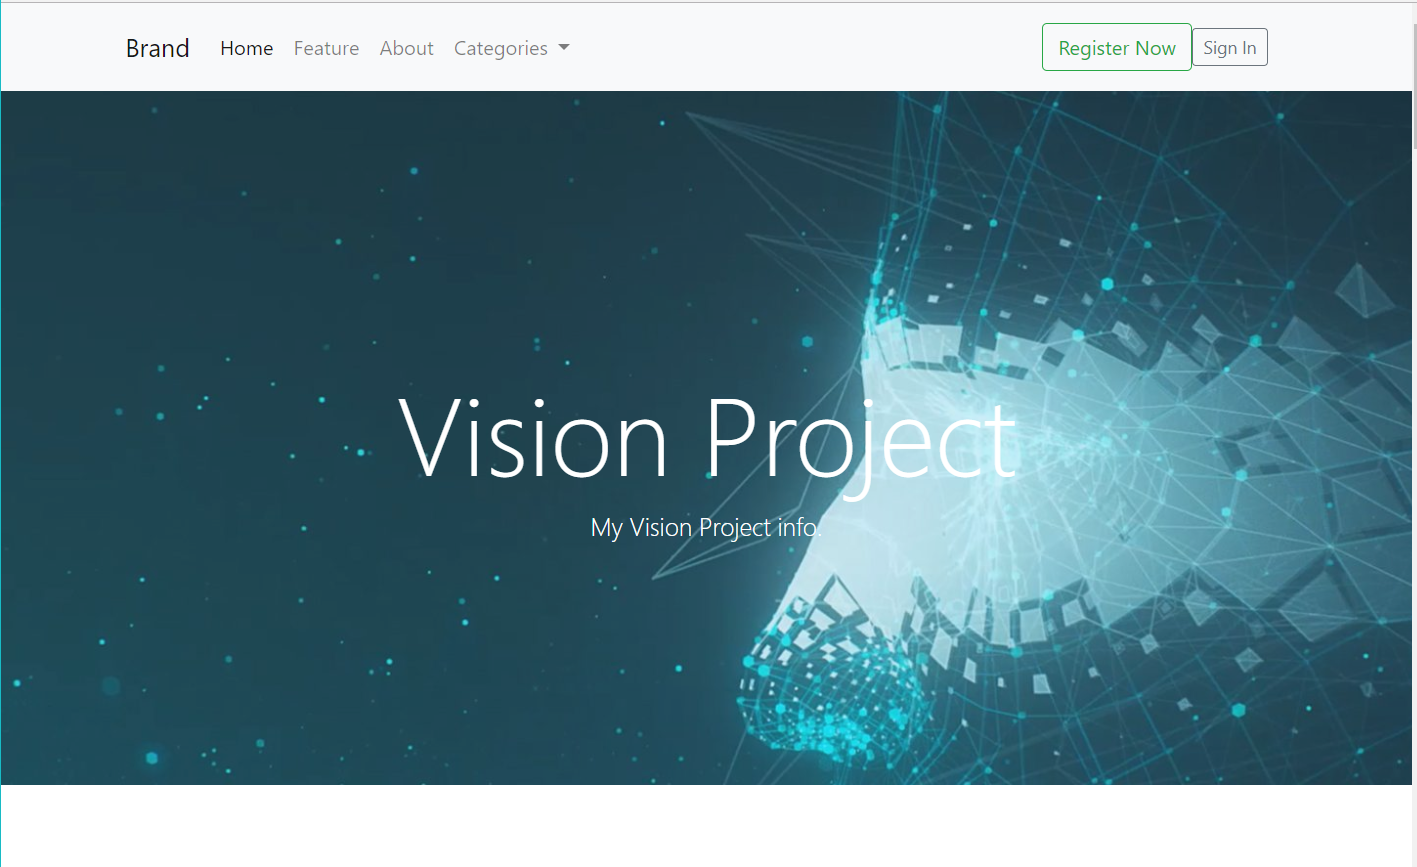 Brand Home Feature About Categories Register Now Sign In
Vision Project
My Vision Project info.